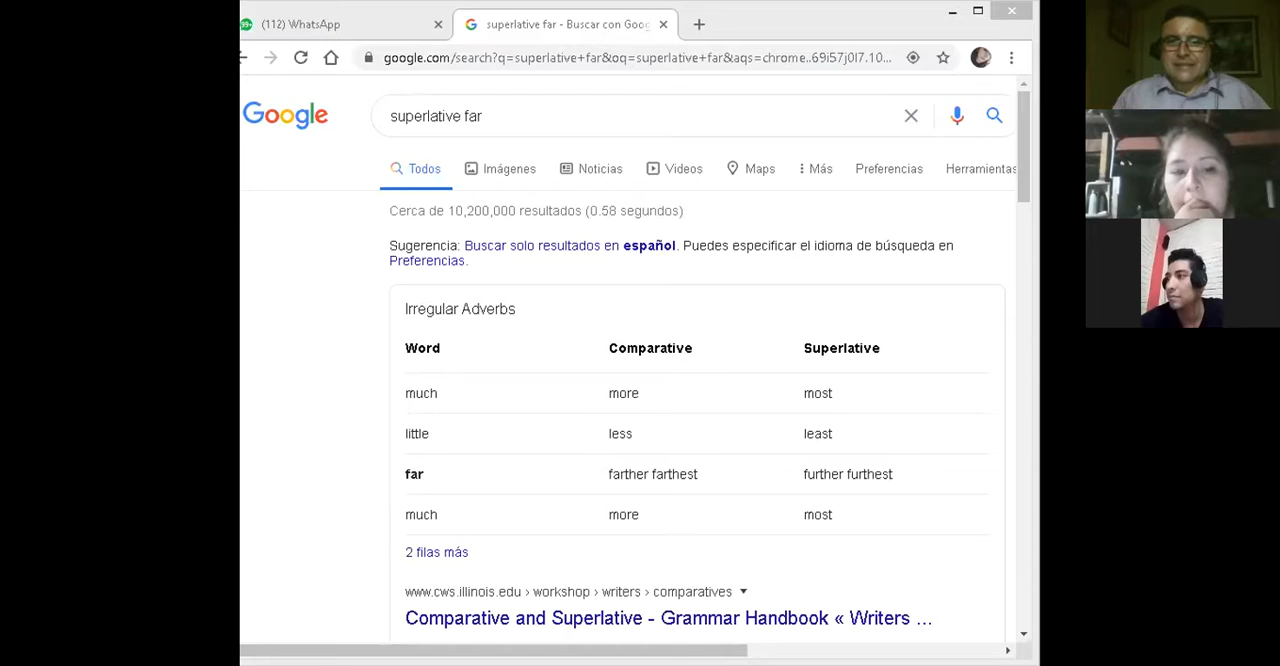 99+ (112) WhatsApp
superlative far - Buscar con Goog
google.com/search?q=superlative+far&oq=superlative+far&aqs=chrome..69i57j0l7.10...
Google
superlative far
Todos Imágenes Noticias Videos Maps Más Preferencias Herramientas
Cerca de 10,200,000 resultados (0.58 segundos)
Sugerencia: Buscar solo resultados en español. Puedes especificar el idioma de búsqueda en
Preferencias.
Irregular Adverbs
Word Comparative Superlative
much more most
little less least
far farther farthest further furthest
much more most
2 filas más
www.cws.illinois.edu › workshop › writers › comparatives
Comparative and Superlative - Grammar Handbook « Writers ...